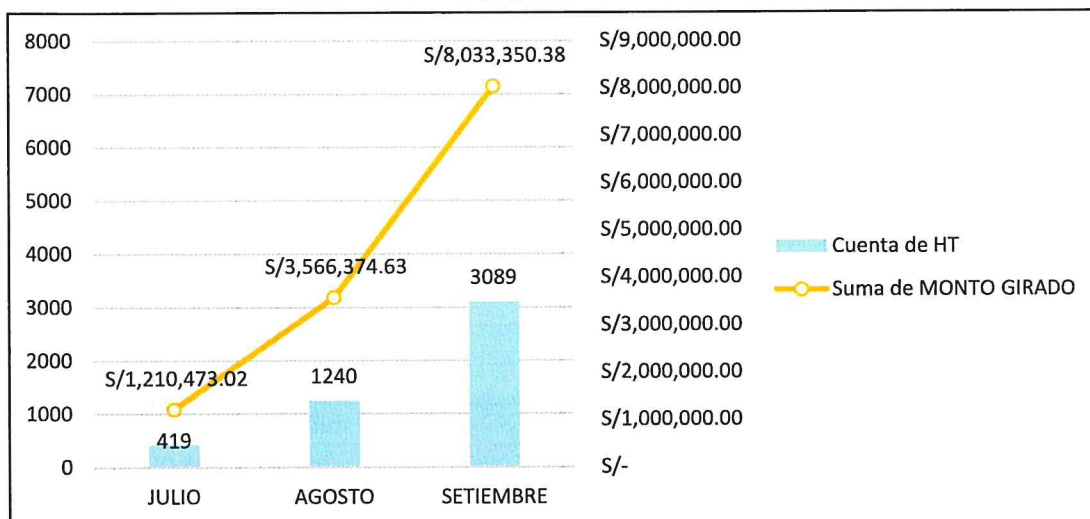 8000
7000
6000
5000
4000
3000
2000
1000
0
S/1,210,473.02
419
S/3,566,374.63
1240
S/8,033,350.38
3089
JULIO
AGOSTO
SETIEMBRE
S/9,000,000.00
S/8,000,000.00
S/7,000,000.00
S/6,000,000.00
S/5,000,000.00
S/4,000,000.00
S/3,000,000.00
S/2,000,000.00
S/1,000,000.00
S/-
Cuenta de HT
Suma de MONTO GIRADO